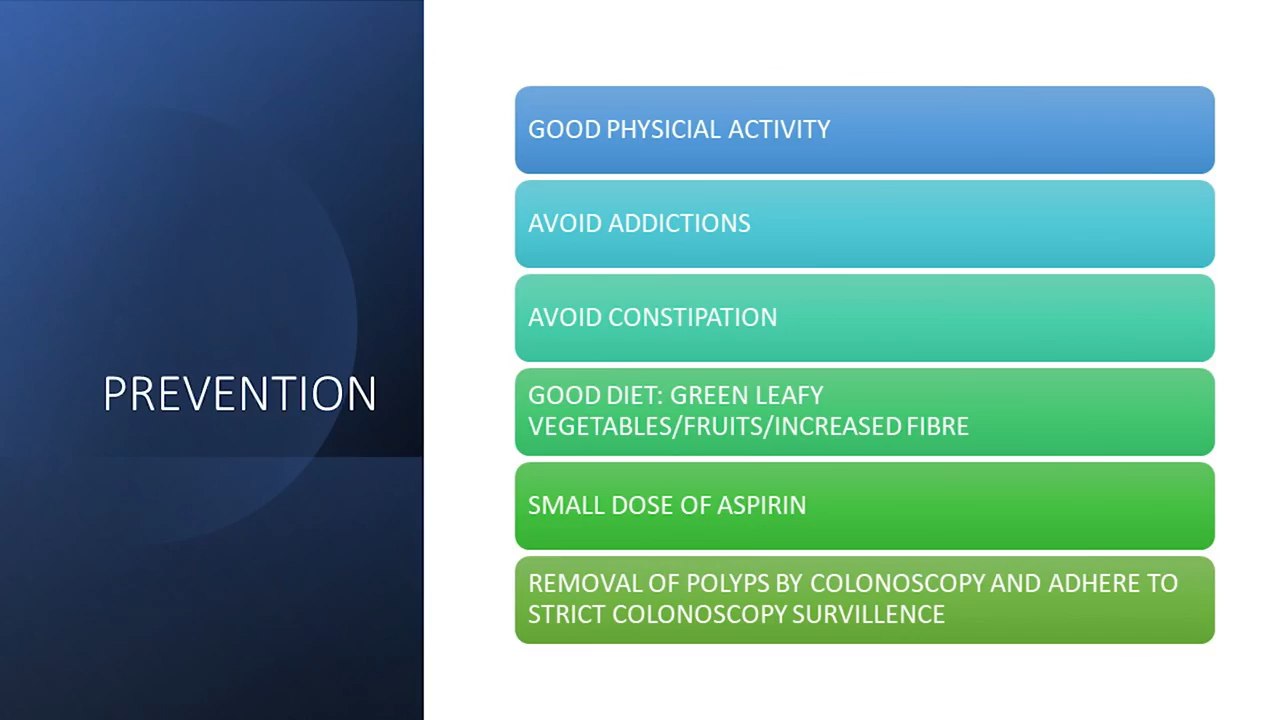 PREVENTION
GOOD PHYSICIAL ACTIVITY
AVOID ADDICTIONS
AVOID CONSTIPATION
GOOD DIET: GREEN LEAFY
VEGETABLES/FRUITS/INCREASED FIBRE
SMALL DOSE OF ASPIRIN
REMOVAL OF POLYPS BY COLONOSCOPY AND ADHERE TO
STRICT COLONOSCOPY SURVILLENCE